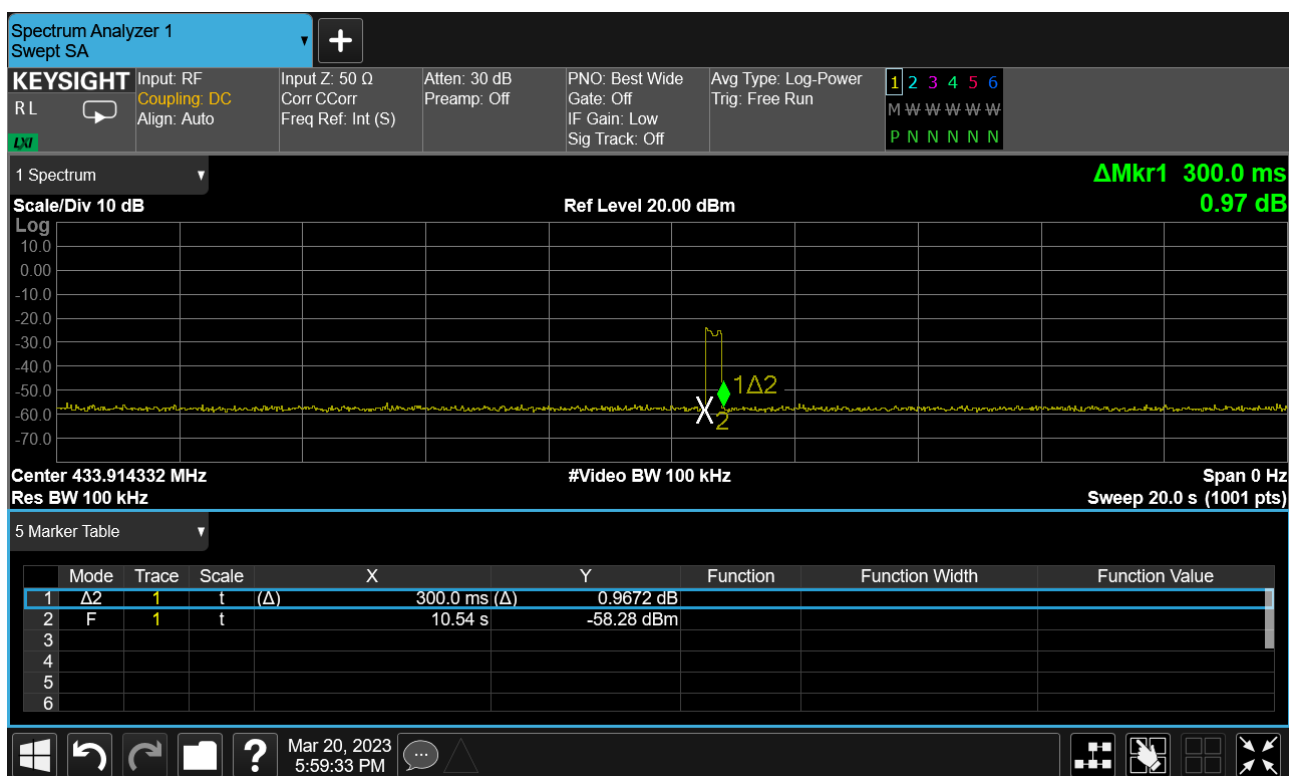 Spectrum Analyzer 1
Swept SA
KEYSIGHT Input: RF Input Z: 50 Ω Atten: 30 dB PNO: Best Wide Avg Type: Log-Power 1 2 3 4 5 6
R L Coupling: DC Corr CCorr Preamp: Off Gate: Off Trig: Free Run M W W W W W
Align: Auto Freq Ref: Int (S) IF Gain: Low
LXI Sig Track: Off P N N N N N
1 Spectrum ΔMkr1 300.0 ms
Scale/Div 10 dB Ref Level 20.00 dBm 0.97 dB
Log
10.0
0.00
-10.0
-20.0
-30.0
-40.0
-50.0 1Δ2
-60.0 2
-70.0
Center 433.914332 MHz #Video BW 100 kHz Span 0 Hz
Res BW 100 kHz Sweep 20.0 s (1001 pts)
5 Marker Table
Mode Trace Scale X Y Function Function Width Function Value
1 Δ2 1 t (Δ) 300.0 ms (Δ) 0.9672 dB
2 F 1 t 10.54 s -58.28 dBm
3
4
5
6
? Mar 20, 2023
5:59:33 PM